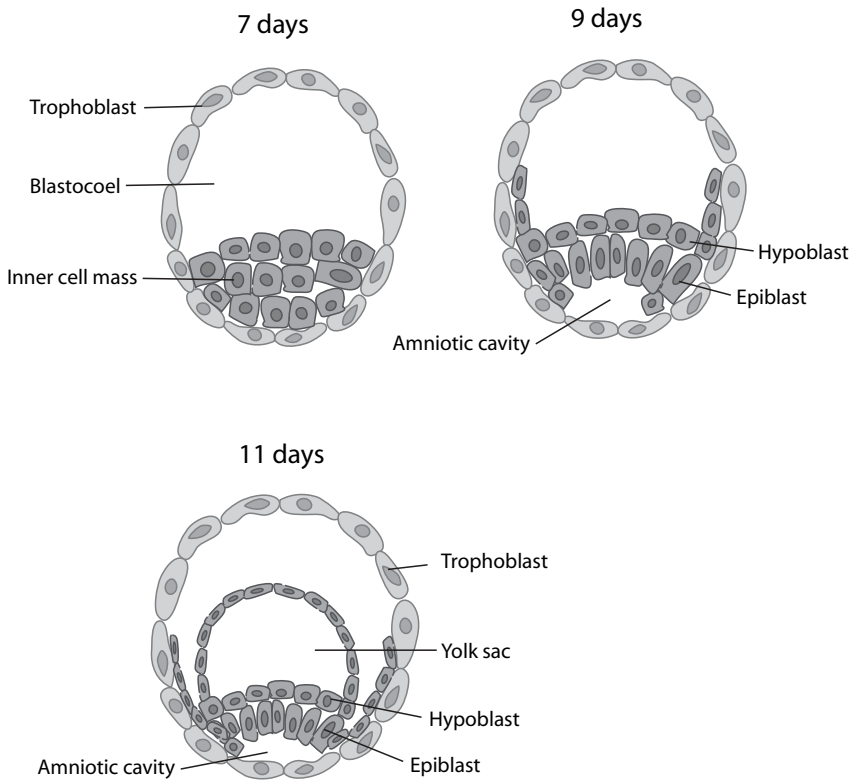 7 days
Trophoblast
Blastocoel
Inner cell mass
9 days
Hypoblast
Epiblast
Amniotic cavity
11 days
Trophoblast
Yolk sac
Hypoblast
Epiblast
Amniotic cavity